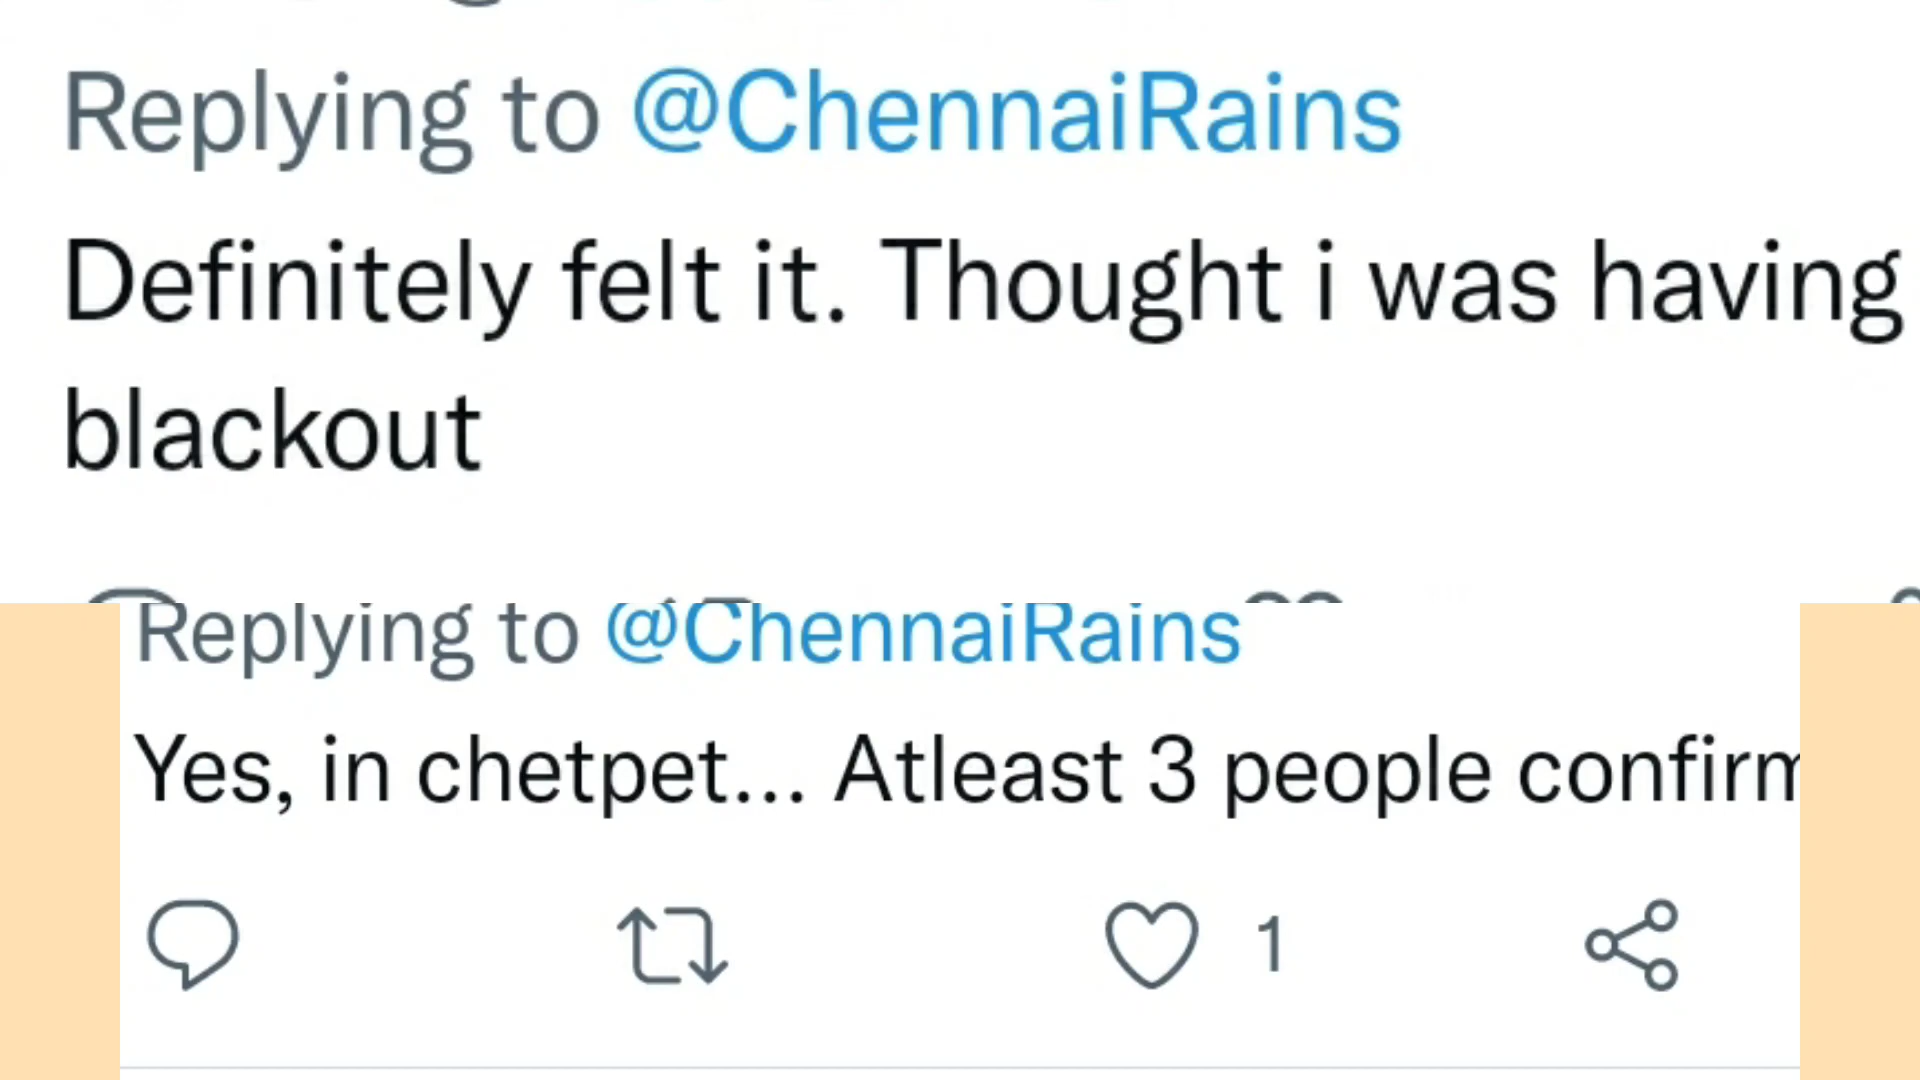 Replying to @ChennaiRains
Definitely felt it. Thought i was having
blackout
Replying to @ChennaiRains
Yes, in chetpet... Atleast 3 people confirm
1